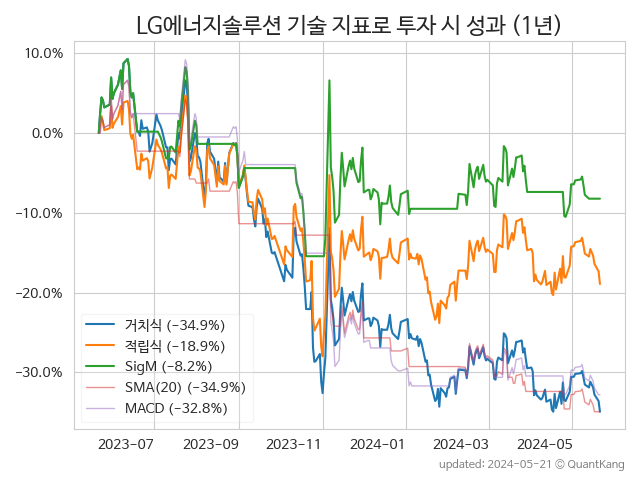 LG에너지솔루션 기술 지표로 투자 시 성과 (1년)
10.0%
0.0%
−10.0%
−20.0%
−30.0%
거치식 (−34.9%)
적립식 (−18.9%)
SigM (−8.2%)
SMA(20) (−34.9%)
MACD (−32.8%)
2023−07 2023−09 2023−11 2024−01 2024−03 2024−05
updated: 2024−05−21 © QuantKang